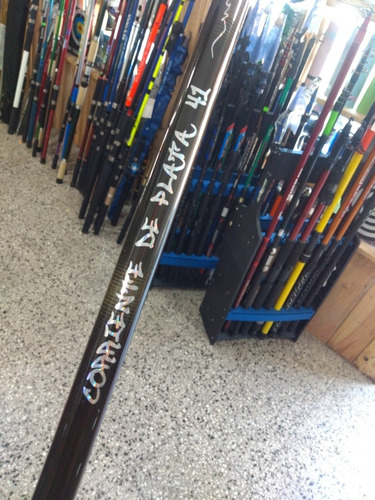 CORRIENTE DE PLATA 41